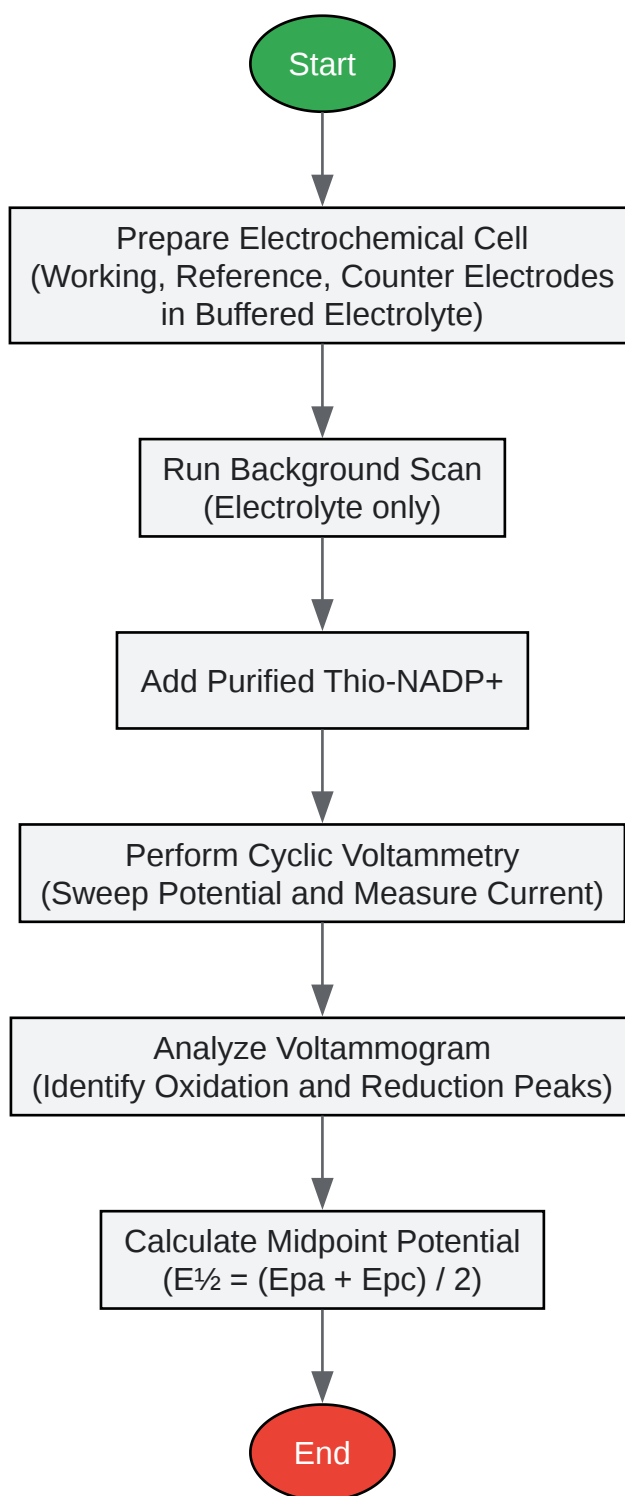 Start
Prepare Electrochemical Cell
(Working, Reference, Counter Electrodes
in Buffered Electrolyte)
Run Background Scan
(Electrolyte only)
Add Purified Thio-NADP+
Perform Cyclic Voltammetry
(Sweep Potential and Measure Current)
Analyze Voltammogram
(Identify Oxidation and Reduction Peaks)
Calculate Midpoint Potential
(E½ = (Epa + Epc) / 2)
End